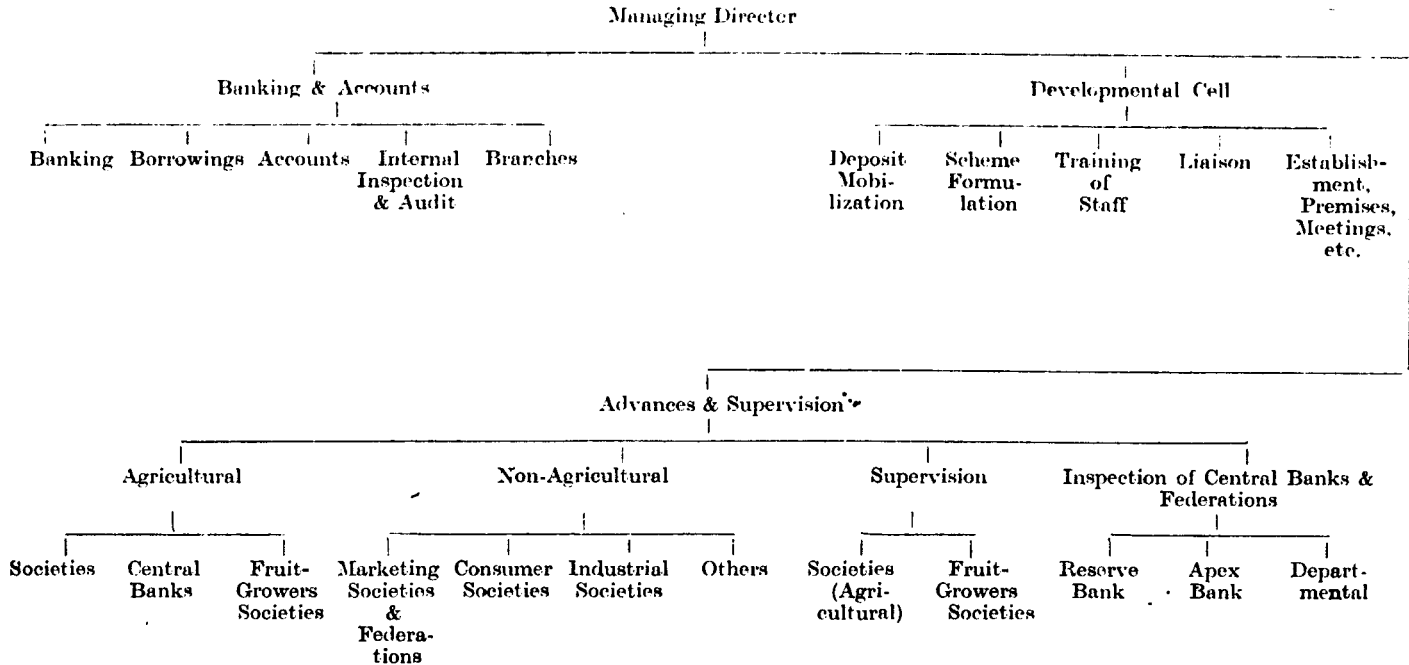 Managing Director
Banking & Accounts
Developmental Cell
Banking
Borrowings
Accounts
Internal
Inspection
& Audit
Branches
Deposit
Mobi-
lization
Scheme
Formu-
lation
Training
of
Staff
Liaison
Establish-
ment,
Premises,
Meetings,
etc.
Advances & Supervision
Agricultural
Non-Agricultural
Supervision
Inspection of Central Banks &
Federations
Societies
Central
Banks
Fruit-
Growers
Societies
Marketing
Societies
&
Federa-
tions
Consumer
Societies
Industrial
Societies
Others
Societies
(Agri-
cultural)
Fruit-
Growers
Societies
Reserve
Bank
Apex
Bank
Depart-
mental